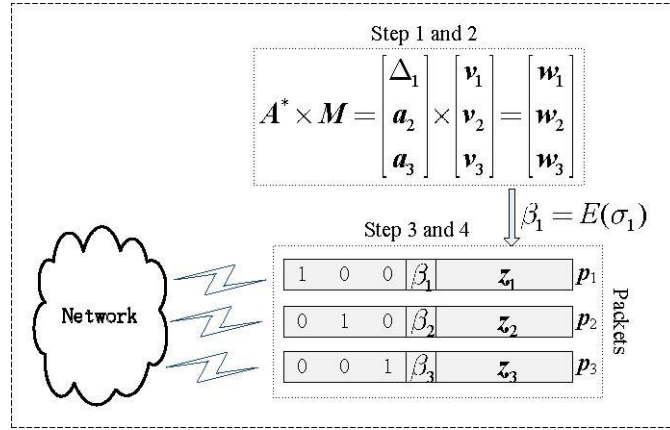 Step 1 and 2
A* × M = [Δ₁ a₂ a₃] × [v₁ v₂ v₃] = [w₁ w₂ w₃]
β₁ = E(σ₁)
Step 3 and 4
1 0 0 β₁ z₁ p₁
0 1 0 β₂ z₂ p₂
0 0 1 β₃ z₃ p₃
Network
Packets